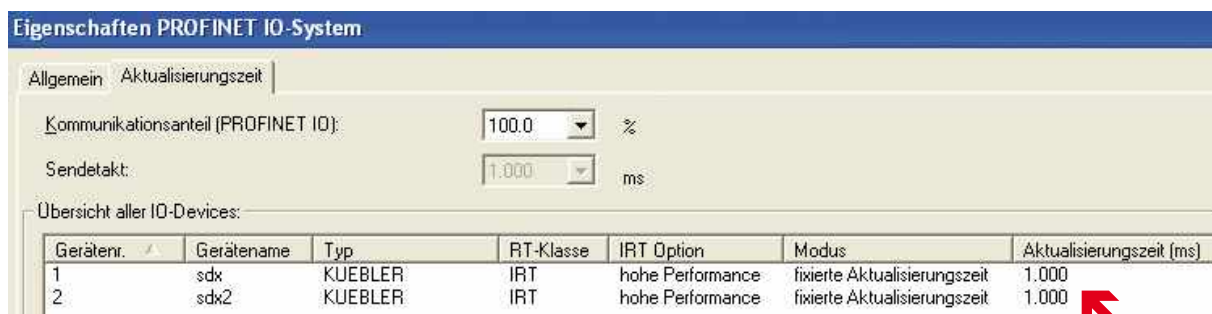 Eigenschaften PROFINET IO-System
Allgemein Aktualisierungszeit
Kommunikationsanteil (PROFINET IO): 100.0 %
Sendetakt: 1.000 ms
Übersicht aller IO-Devices:
Gerätenr. Gerätename Typ RT-Klasse IRT Option Modus Aktualisierungszeit (ms)
1 sdx KUEBLER IRT hohe Performance fixierte Aktualisierungszeit 1.000
2 sdx2 KUEBLER IRT hohe Performance fixierte Aktualisierungszeit 1.000